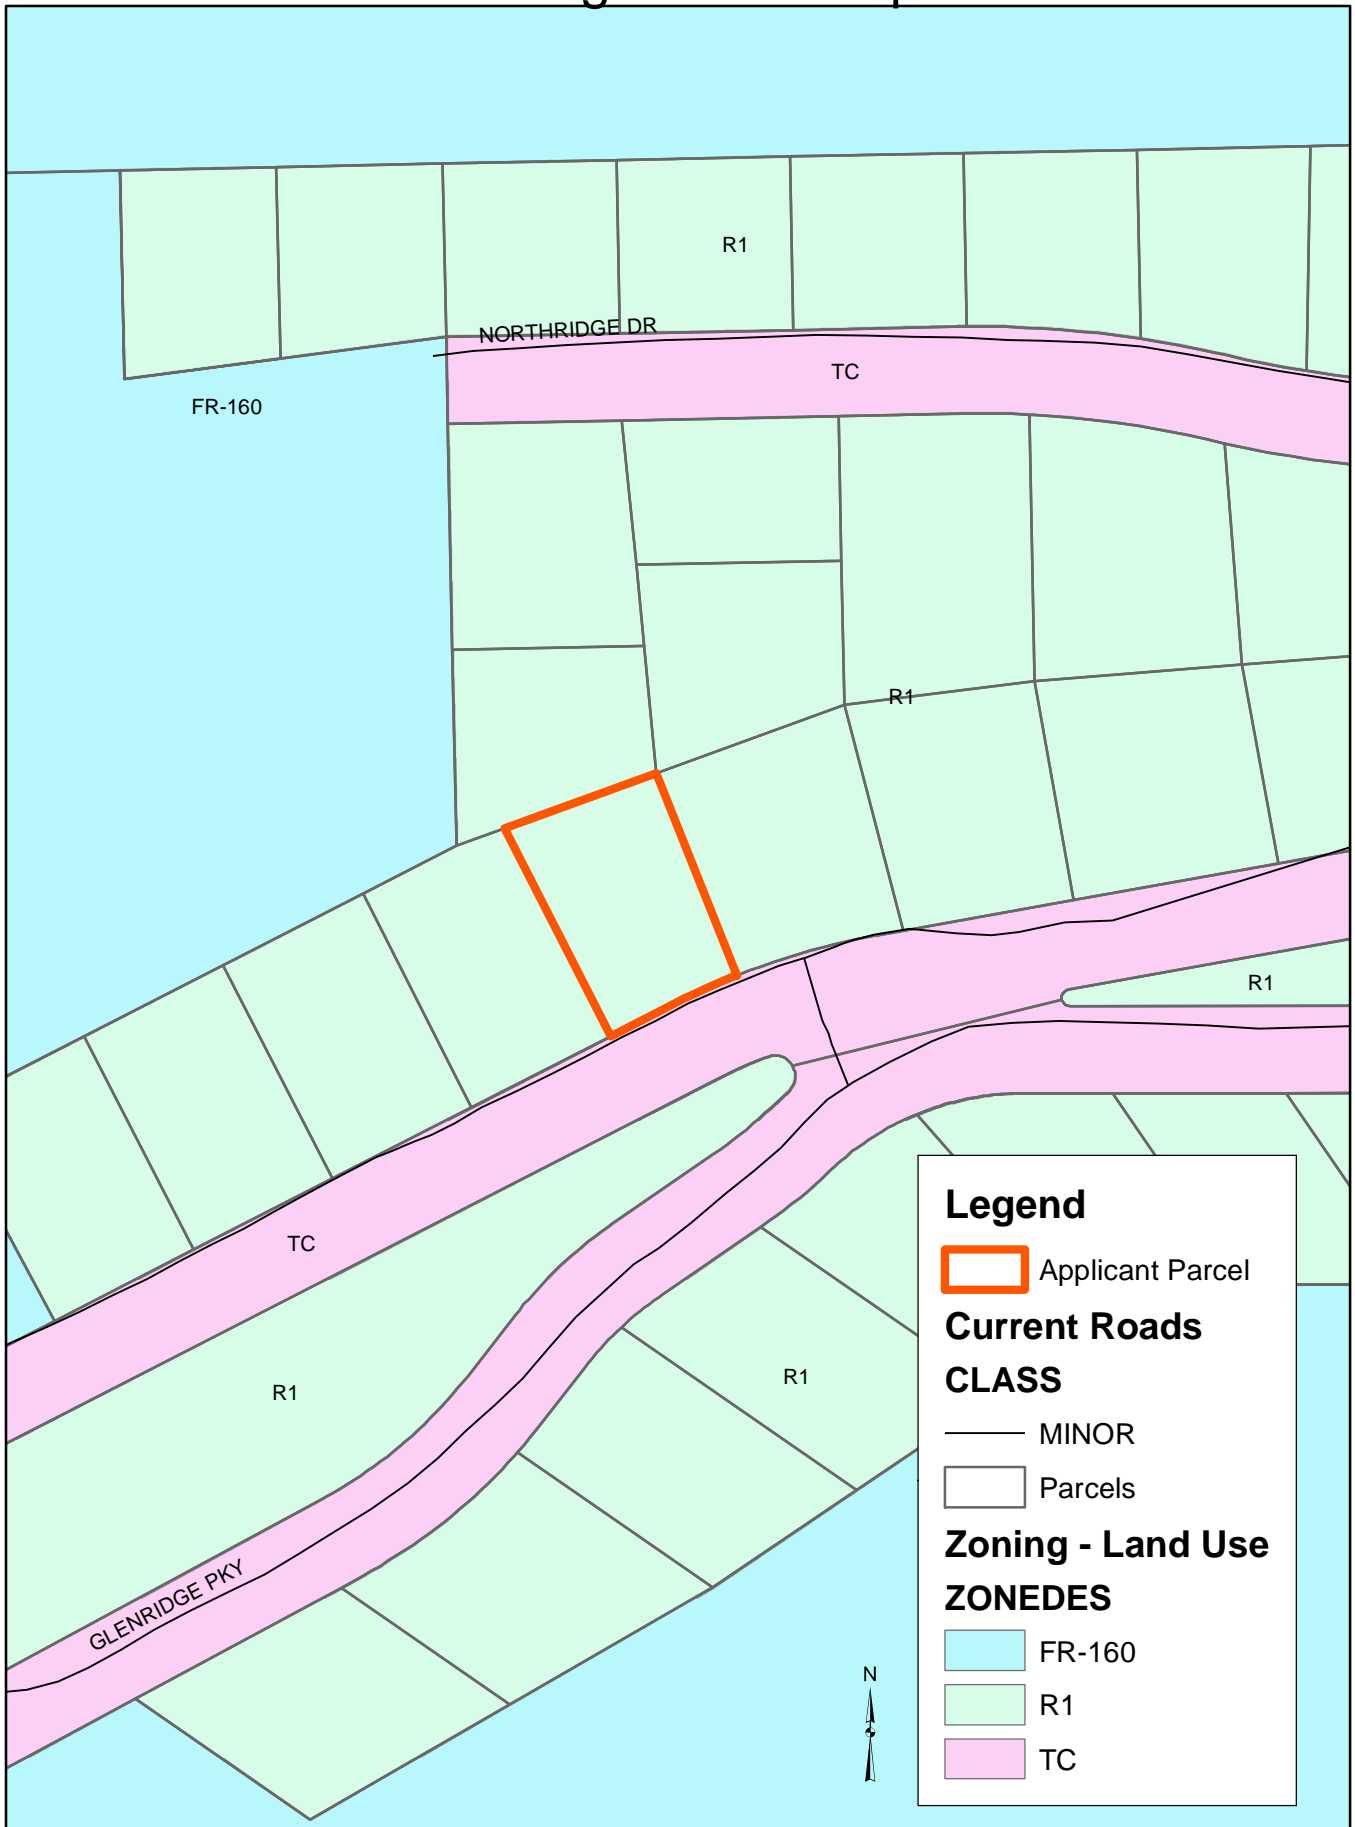 R1
NORTHRIDGE DR
TC
FR-160
R1
R1
TC
R1
R1
GLENRIDGE PKY
N
Legend
Applicant Parcel
Current Roads
CLASS
MINOR
Parcels
Zoning - Land Use
ZONEDES
FR-160
R1
TC